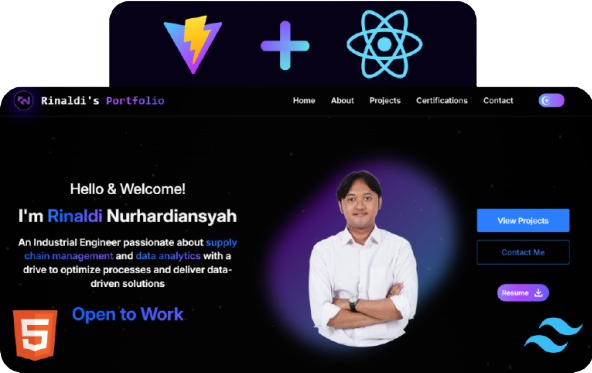 Rinaldi's Portfolio
Home About Projects Certifications Contact
Hello & Welcome!
I'm Rinaldi Nurhardiansyah
An Industrial Engineer passionate about supply
chain management and data analytics with a
drive to optimize processes and deliver data-
driven solutions
Open to Work
View Projects
Contact Me
Resume
5